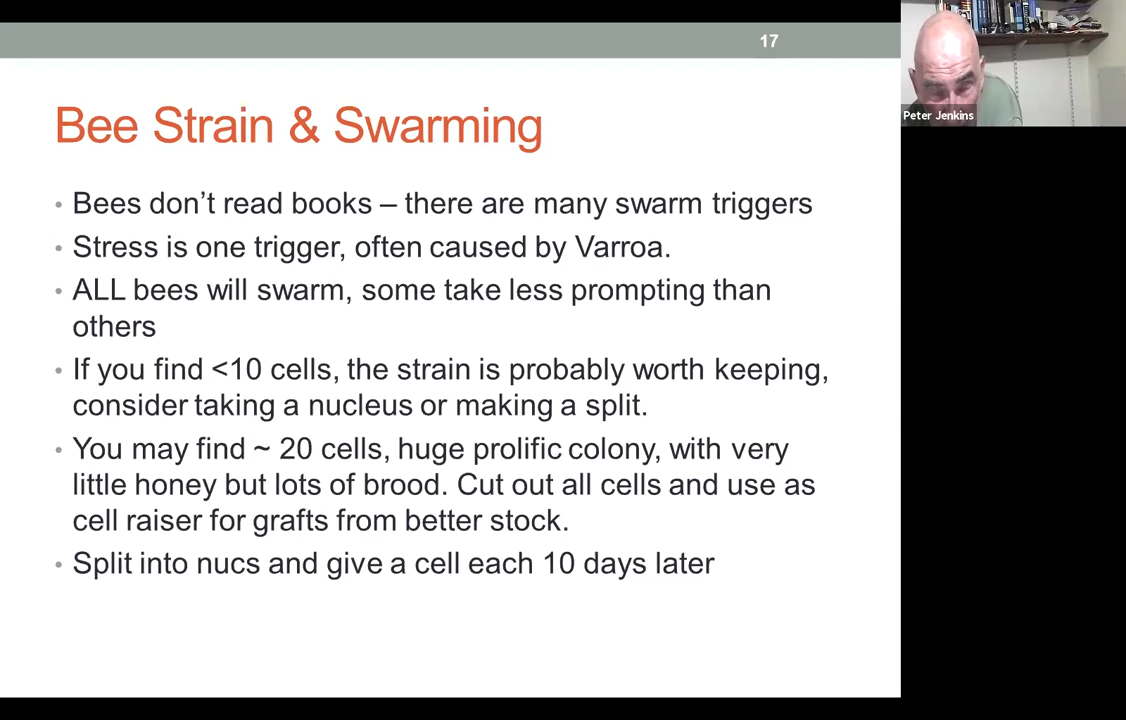 17
Peter Jenkins
Bee Strain & Swarming
• Bees don’t read books – there are many swarm triggers
• Stress is one trigger, often caused by Varroa.
• ALL bees will swarm, some take less prompting than
others
• If you find <10 cells, the strain is probably worth keeping,
consider taking a nucleus or making a split.
• You may find ~ 20 cells, huge prolific colony, with very
little honey but lots of brood. Cut out all cells and use as
cell raiser for grafts from better stock.
• Split into nucs and give a cell each 10 days later